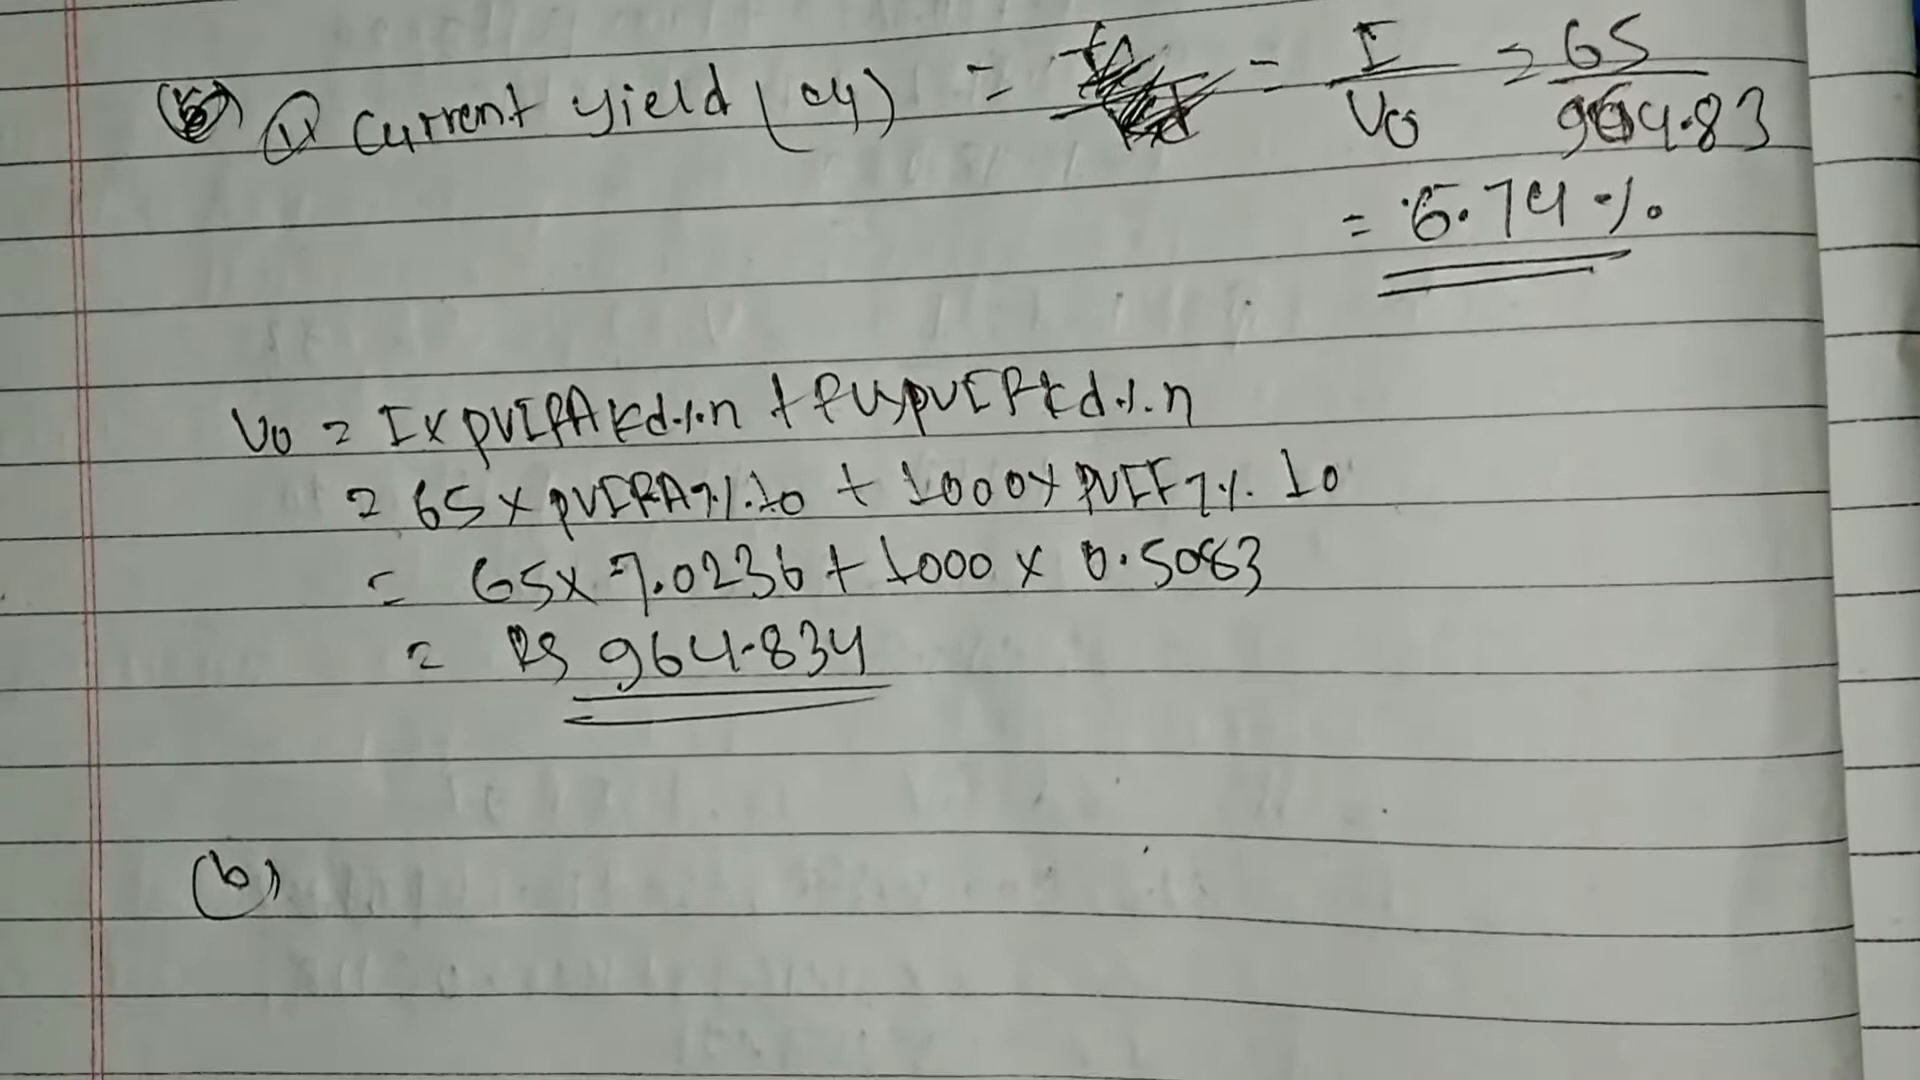 (1) Current yield (cy) = = I/V0 = 65/964.83
= 6.74 %
V0 = I x PVIFA kd%.n + FV x PVIF kd%.n
= 65 x PVIFA 7%.10 + 1000 x PVIF 7%. 10
= 65 x 7.0236 + 1000 x 0.5083
= RS 964.834
(b)